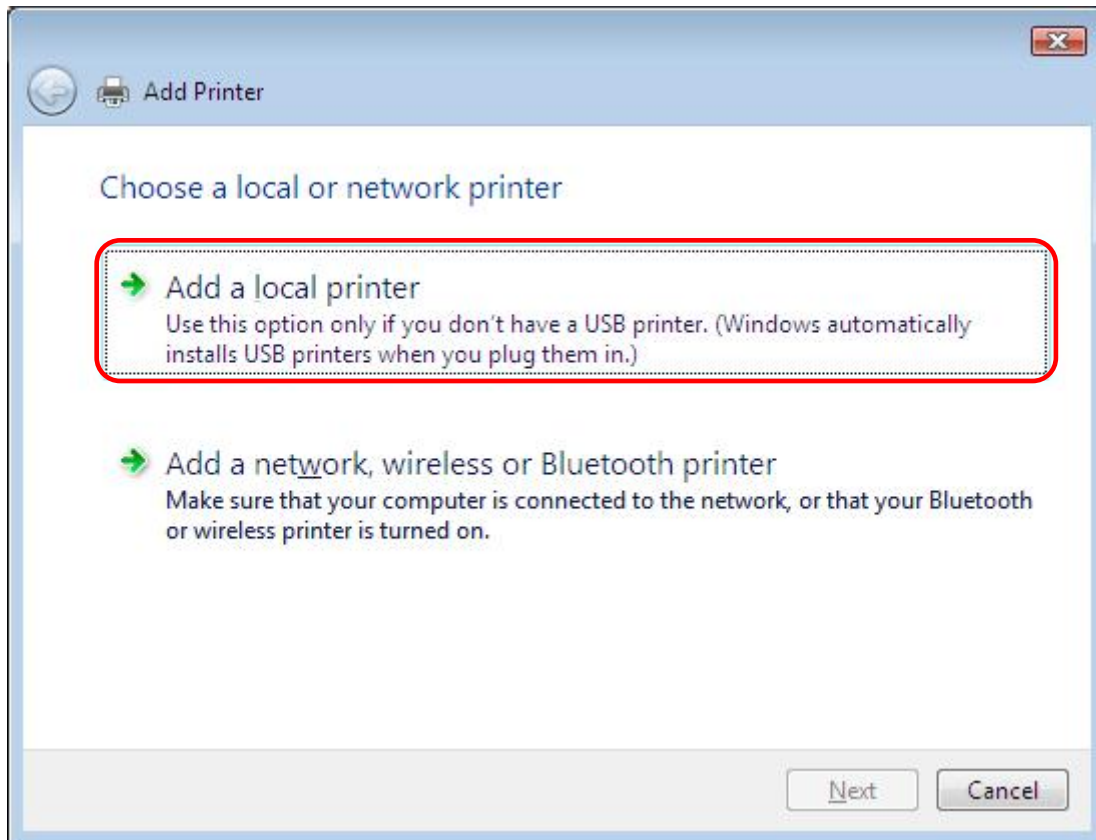 Add Printer
Choose a local or network printer
Add a local printer
Use this option only if you don't have a USB printer. (Windows automatically
installs USB printers when you plug them in.)
Add a network, wireless or Bluetooth printer
Make sure that your computer is connected to the network, or that your Bluetooth
or wireless printer is turned on.
Next
Cancel